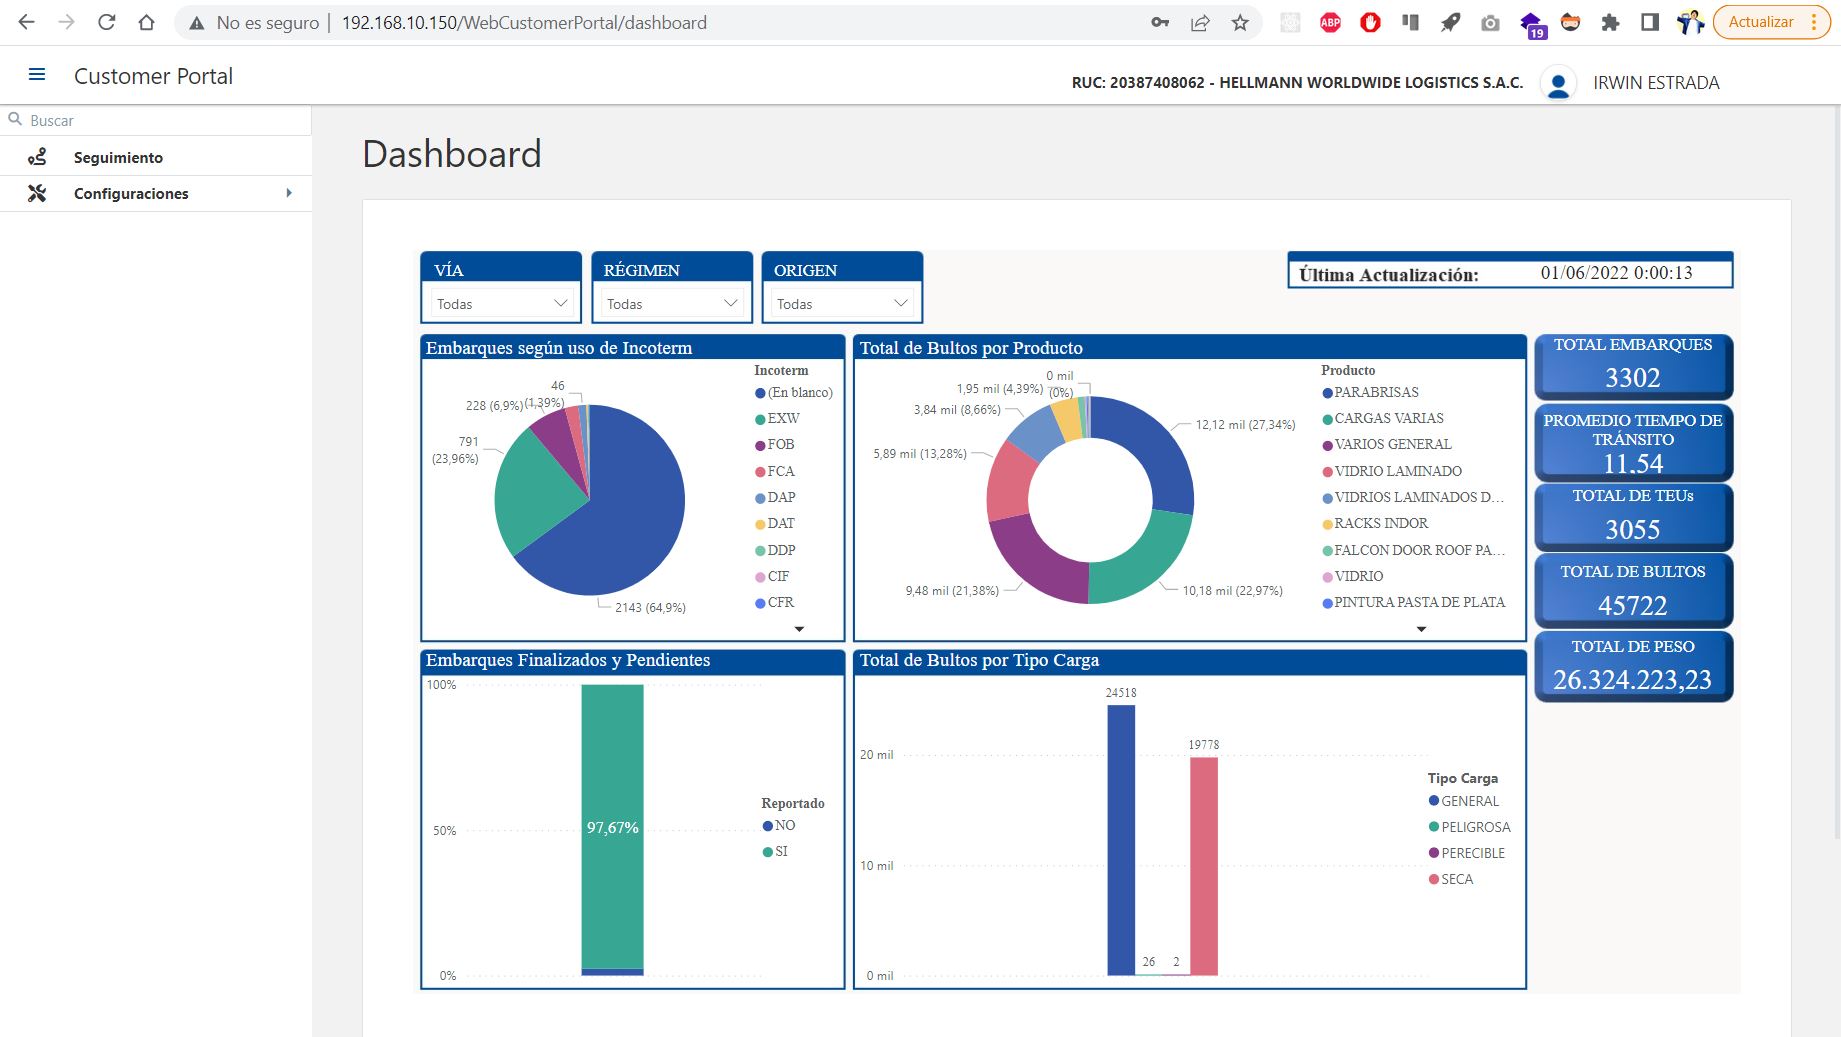 No es seguro | 192.168.10.150/WebCustomerPortal/dashboard
ABP
19
Actualizar
Customer Portal
RUC: 20387408062 - HELLMANN WORLDWIDE LOGISTICS S.A.C.
IRWIN ESTRADA
Buscar
Seguimiento
Configuraciones
Dashboard
VÍA
Todas
RÉGIMEN
Todas
ORIGEN
Todas
Última Actualización: 01/06/2022 0:00:13
Embarques según uso de Incoterm
46
(1,39%)
228 (6,9%)
791
(23,96%)
2143 (64,9%)
Incoterm
(En blanco)
EXW
FOB
FCA
DAP
DAT
DDP
CIF
CFR
Total de Bultos por Producto
0 mil
(0%)
1,95 mil (4,39%)
3,84 mil (8,66%)
5,89 mil (13,28%)
9,48 mil (21,38%)
12,12 mil (27,34%)
10,18 mil (22,97%)
Producto
PARABRISAS
CARGAS VARIAS
VARIOS GENERAL
VIDRIO LAMINADO
VIDRIOS LAMINADOS D...
RACKS INDOR
FALCON DOOR ROOF PA...
VIDRIO
PINTURA PASTA DE PLATA
TOTAL EMBARQUES
3302
PROMEDIO TIEMPO DE
TRÁNSITO
11,54
TOTAL DE TEUs
3055
TOTAL DE BULTOS
45722
TOTAL DE PESO
26.324.223,23
Embarques Finalizados y Pendientes
100%
50%
0%
97,67%
Reportado
NO
SI
Total de Bultos por Tipo Carga
20 mil
10 mil
0 mil
24518
26
2
19778
Tipo Carga
GENERAL
PELIGROSA
PERECIBLE
SECA